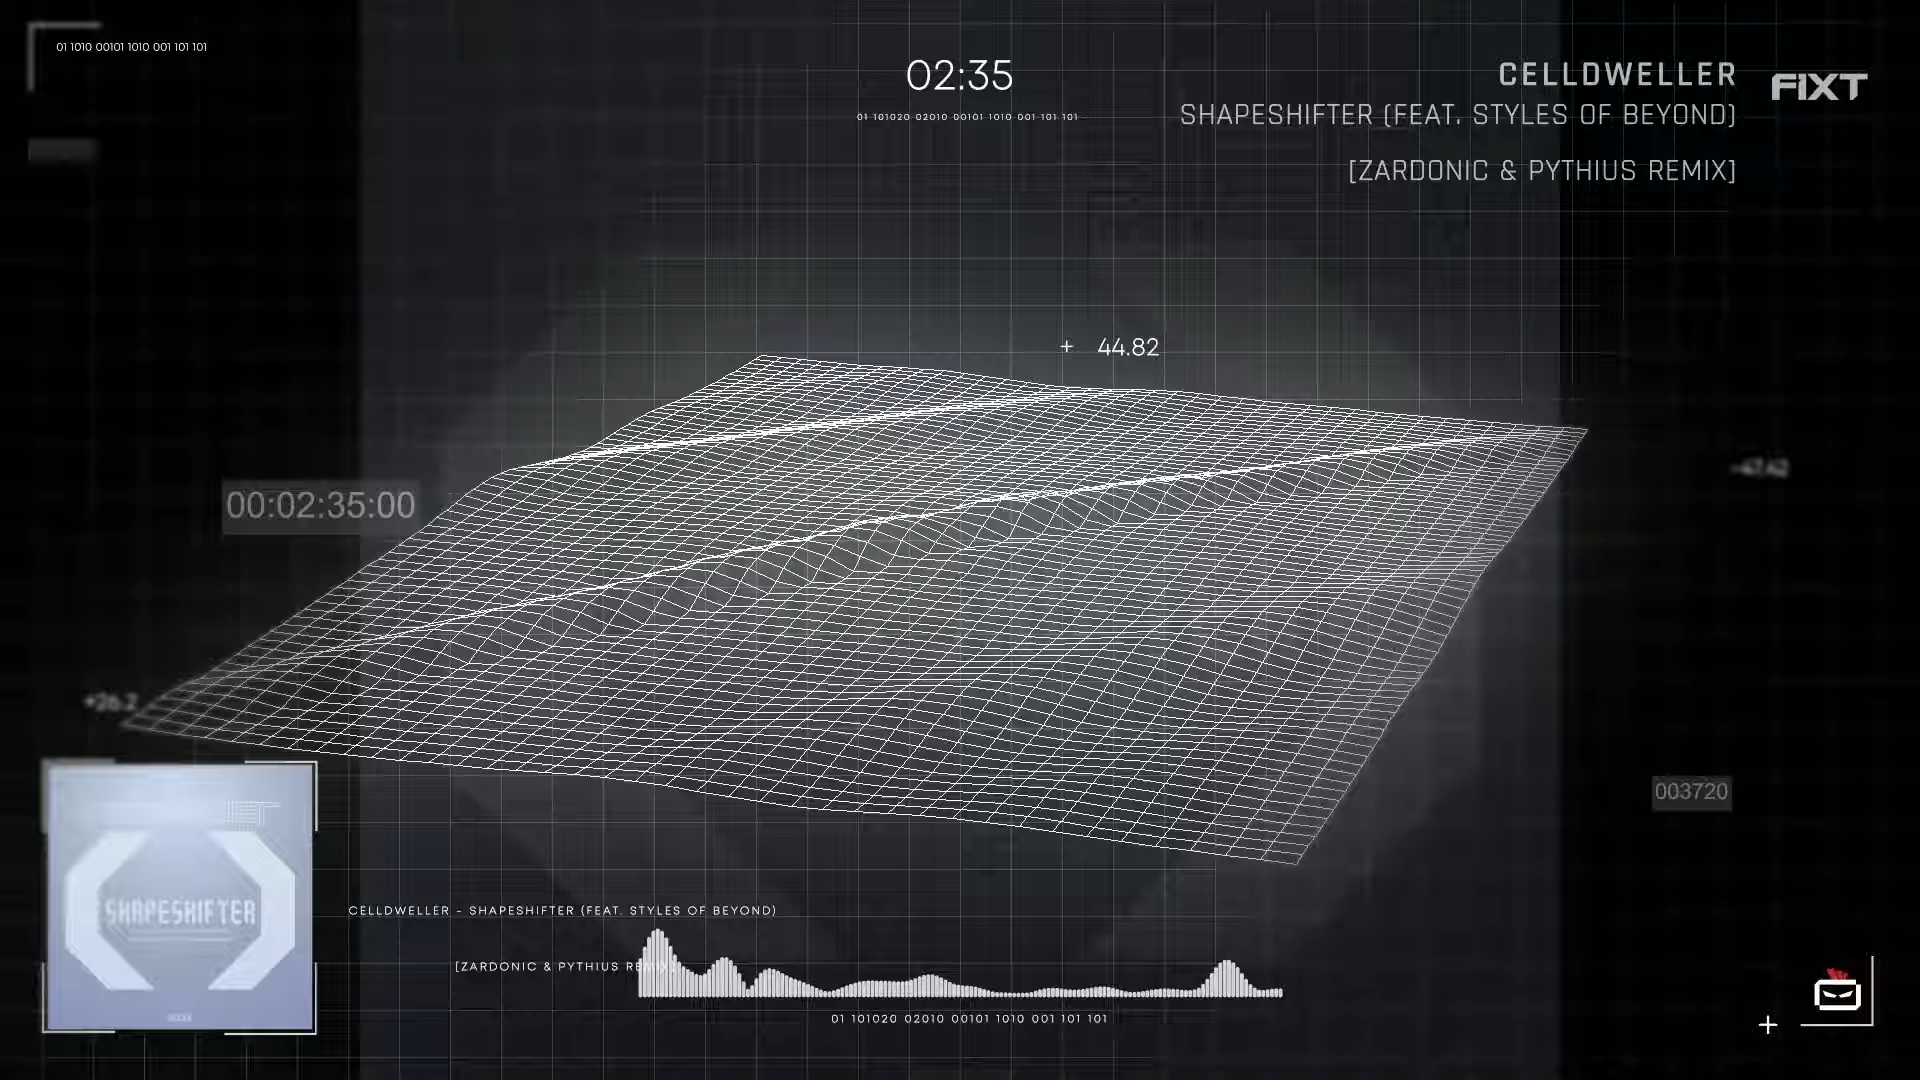 01 1010 00101 1010 001 101 101
02:35
01 101020 02010 00101 1010 001 101 101
CELLDWELLER
FiXT
SHAPESHIFTER (FEAT. STYLES OF BEYOND)
[ZARDONIC & PYTHIUS REMIX]
+ 44.82
00:02:35:00
+26.2
003720
SHAPESHIFTER
CELLDWELLER - SHAPESHIFTER (FEAT. STYLES OF BEYOND)
[ZARDONIC & PYTHIUS REMIX]
01 101020 02010 00101 1010 001 101 101
+